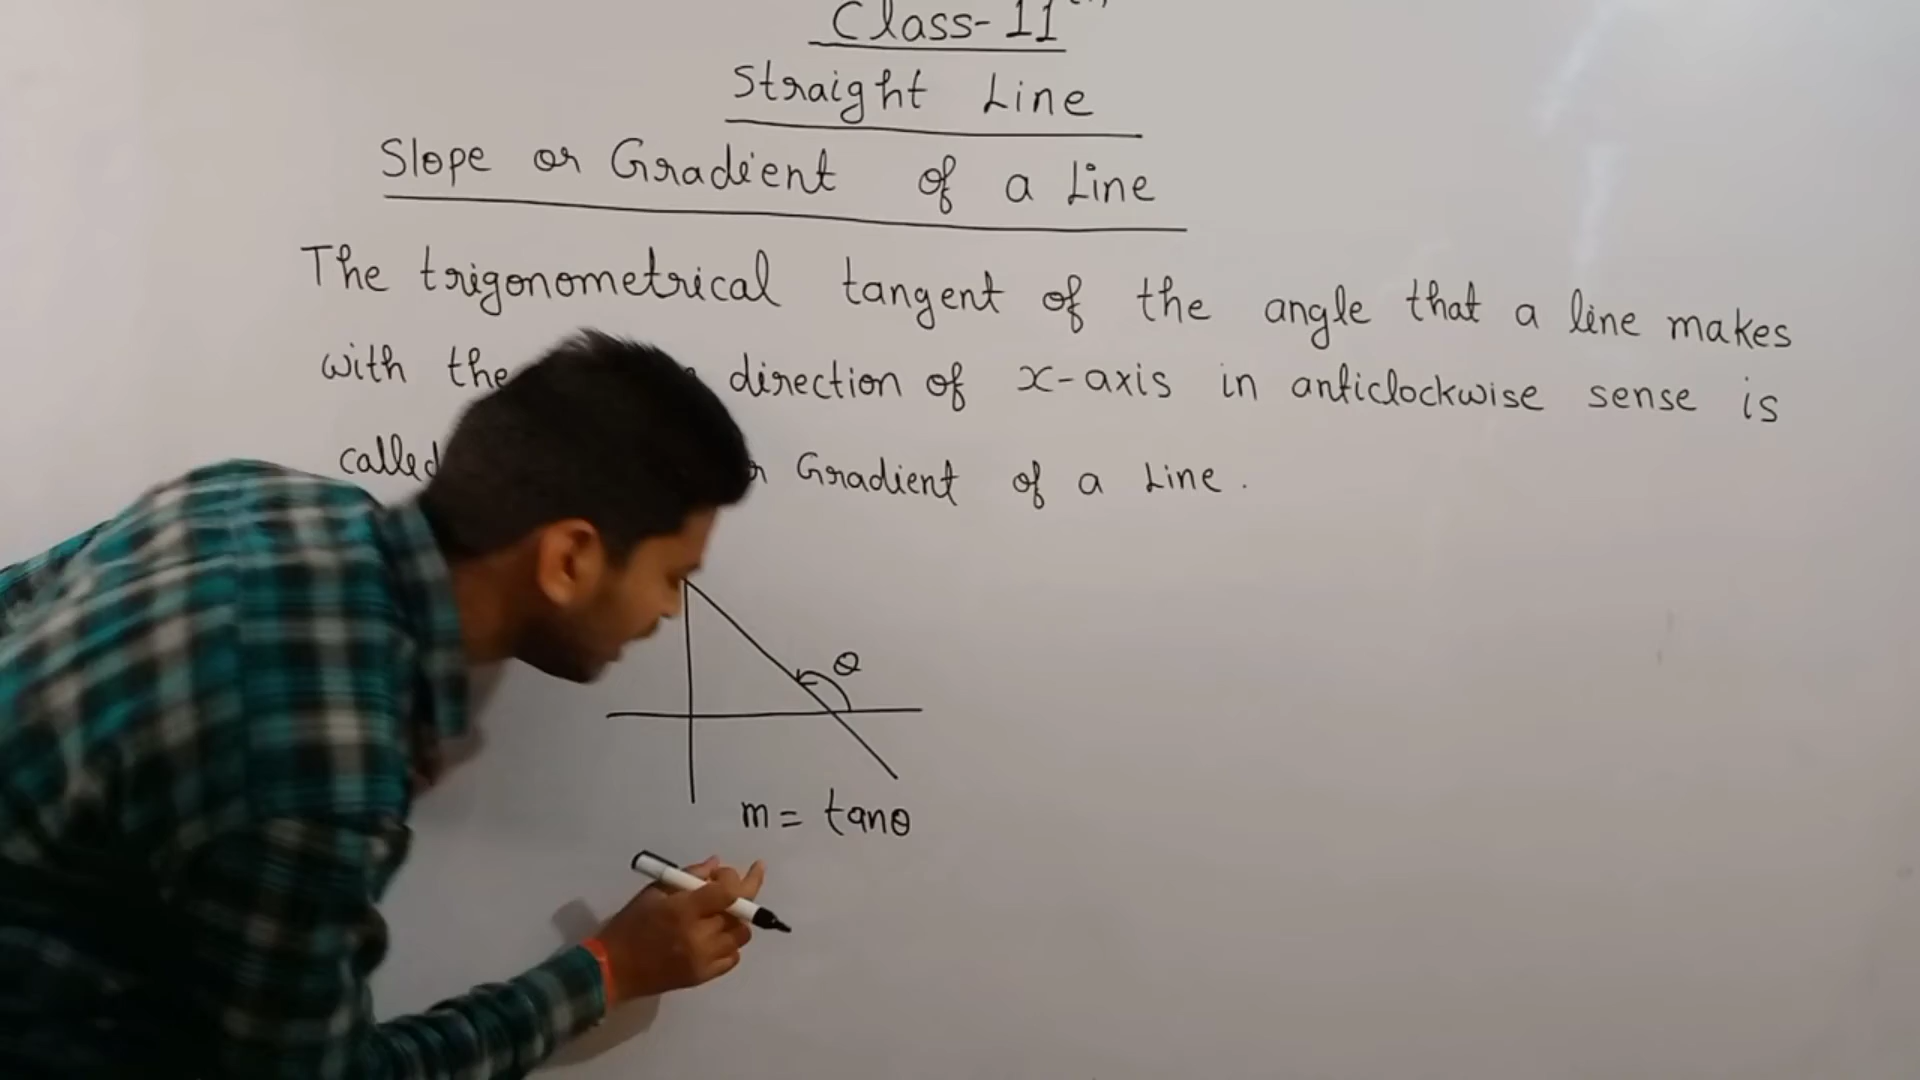 Class-11th
Straight Line
Slope or Gradient of a Line
The trigonometrical tangent of the angle that a line makes
with the direction of x-axis in anticlockwise sense is
called Gradient of a Line.
θ
m = tanθ